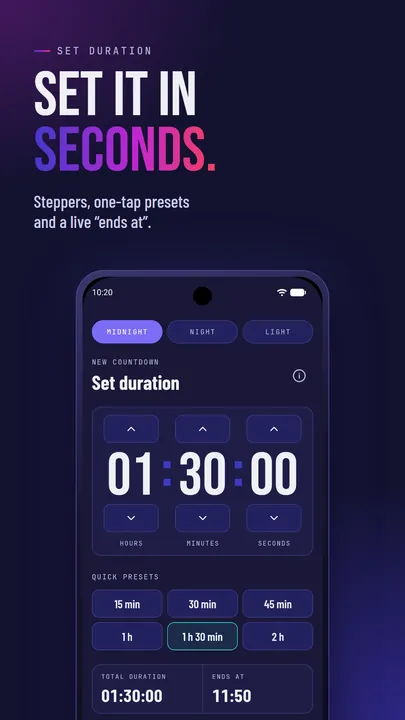 SET DURATION
SET IT IN
SECONDS.
Steppers, one-tap presets
and a live “ends at”.
10:20
MIDNIGHT NIGHT LIGHT
NEW COUNTDOWN
Set duration
01:30:00
HOURS MINUTES SECONDS
QUICK PRESETS
15 min 30 min 45 min
1 h 1 h 30 min 2 h
TOTAL DURATION ENDS AT
01:30:00 11:50